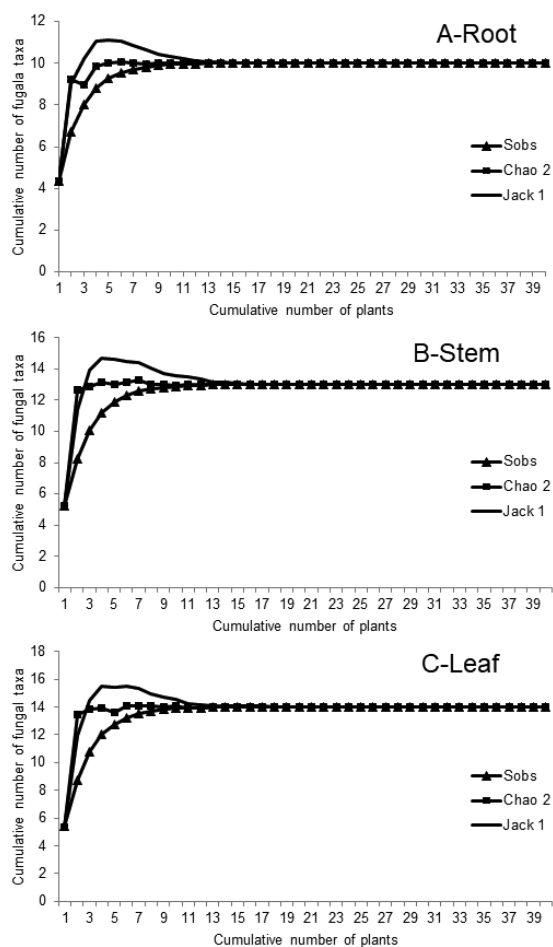 A-Root
Cumulative number of fugala taxa
12
10
8
6
4
2
0
Sobs
Chao 2
Jack 1
1 3 5 7 9 11 13 15 17 19 21 23 25 27 29 31 33 35 37 39
Cumulative number of plants
B-Stem
Cumulative number of fungal taxa
16
14
12
10
8
6
4
2
0
Sobs
Chao 2
Jack 1
1 3 5 7 9 11 13 15 17 19 21 23 25 27 29 31 33 35 37 39
Cumulative number of plants
C-Leaf
Cumulative number of fungal taxa
18
16
14
12
10
8
6
4
2
0
Sobs
Chao 2
Jack 1
1 3 5 7 9 11 13 15 17 19 21 23 25 27 29 31 33 35 37 39
Cumulative number of plants